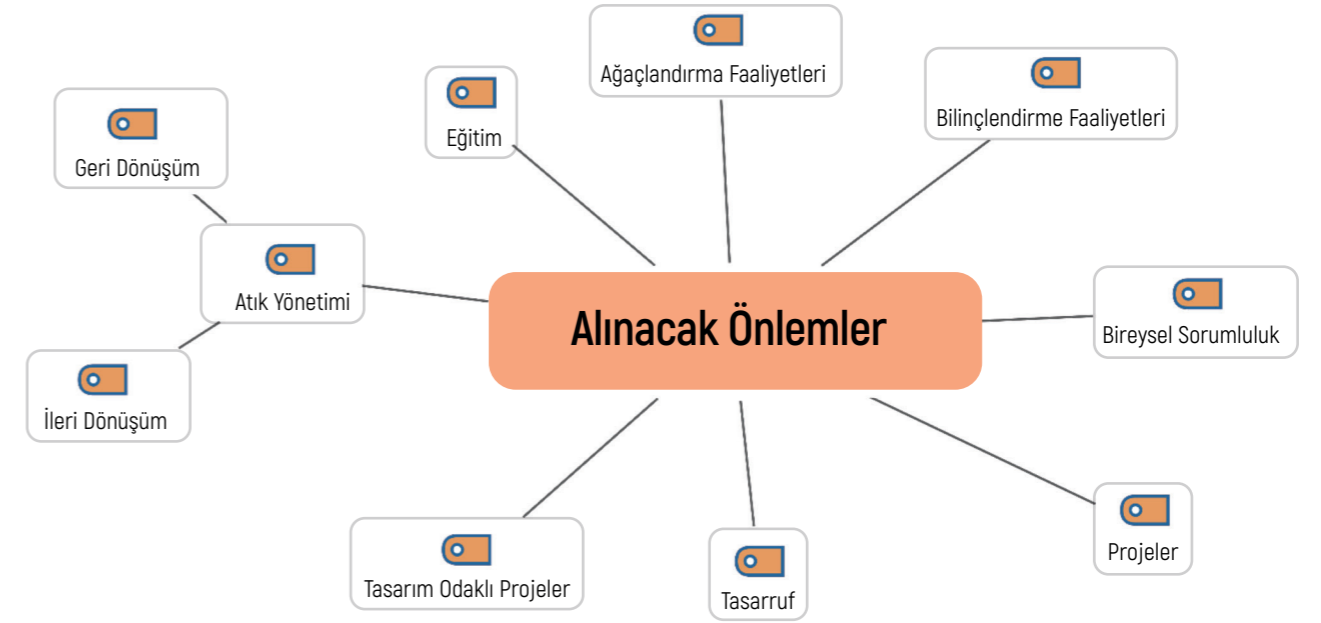 Ağaçlandırma Faaliyetleri
Bilinçlendirme Faaliyetleri
Eğitim
Geri Dönüşüm
Atık Yönetimi
Alınacak Önlemler
Bireysel Sorumluluk
İleri Dönüşüm
Projeler
Tasarım Odaklı Projeler
Tasarruf